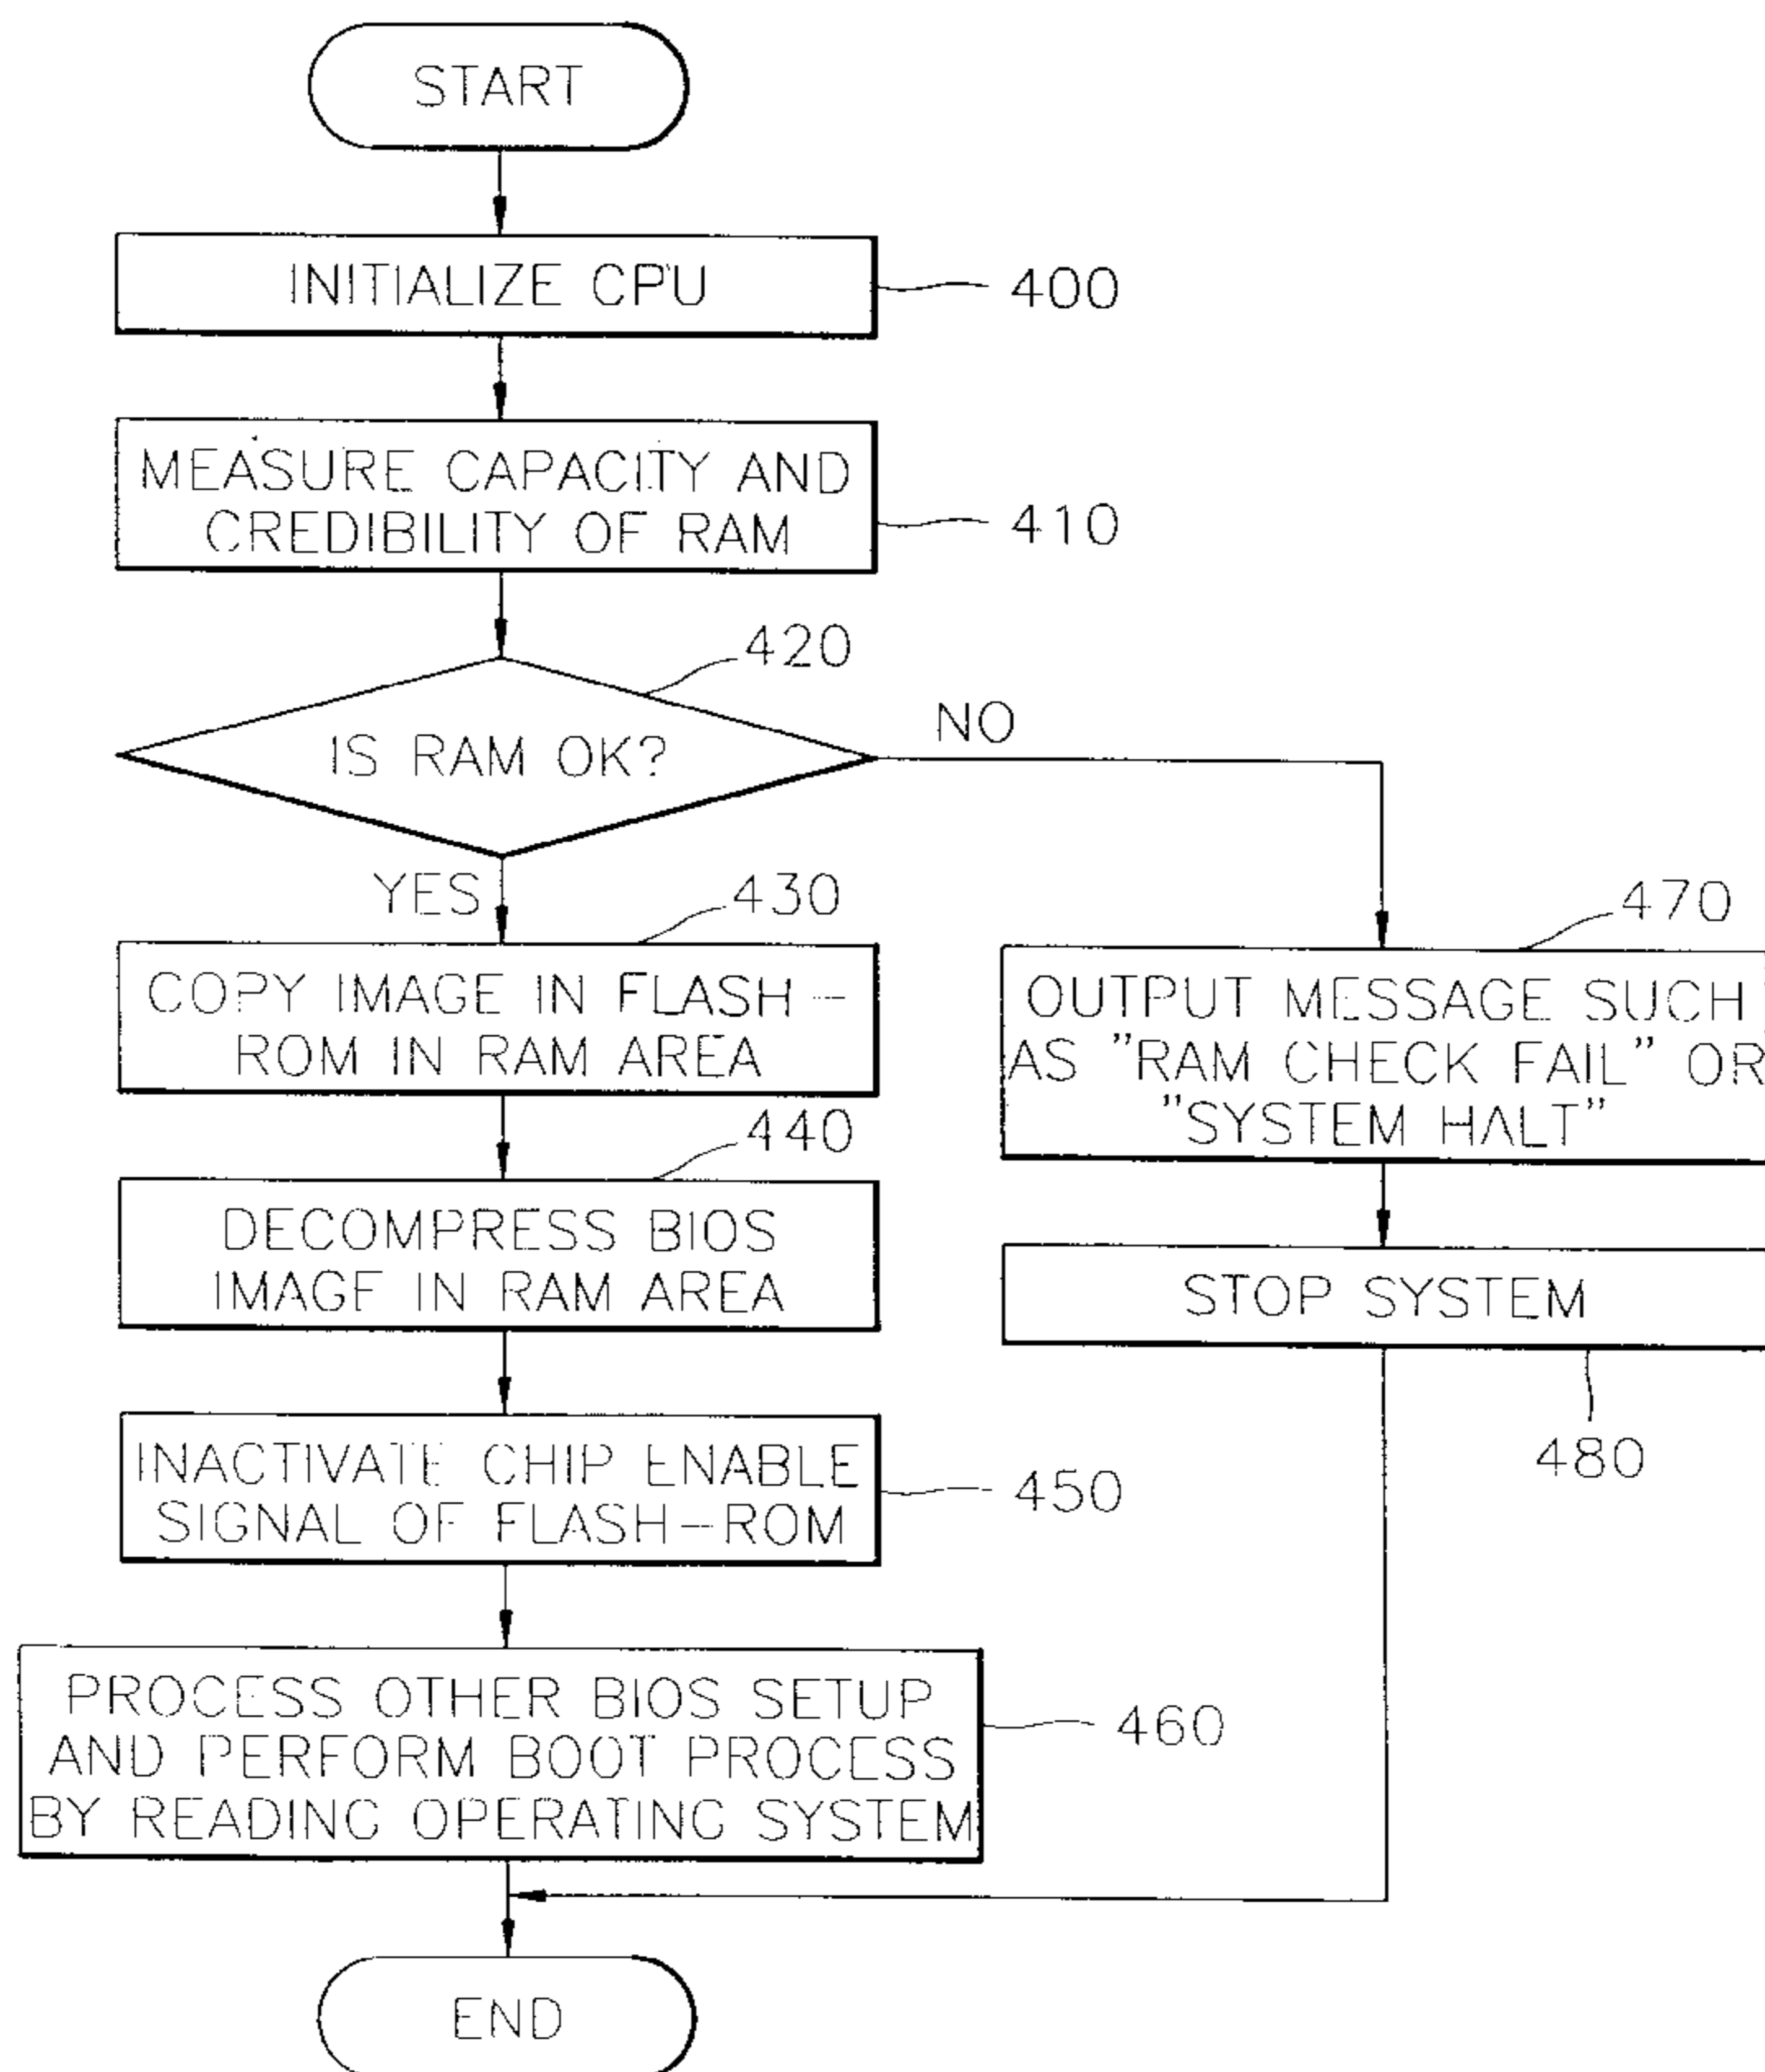 START
INITIALIZE CPU
400
MEASURE CAPACITY AND
CREDIBILITY OF RAM
410
420
IS RAM OK?
NO
YES
430
COPY IMAGE IN FLASH-
ROM IN RAM AREA
470
OUTPUT MESSAGE SUCH
AS "RAM CHECK FAIL" OR
"SYSTEM HALT"
440
DECOMPRESS BIOS
IMAGE IN RAM AREA
STOP SYSTEM
480
INACTIVATE CHIP ENABLE
SIGNAL OF FLASH-ROM
450
PROCESS OTHER BIOS SETUP
AND PERFORM BOOT PROCESS
BY READING OPERATING SYSTEM
460
END